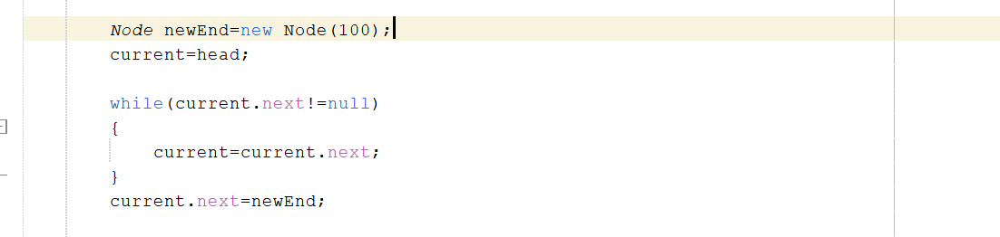 Node newEnd=new Node(100);
current=head;
while(current.next!=null)
{
current=current.next;
}
current.next=newEnd;